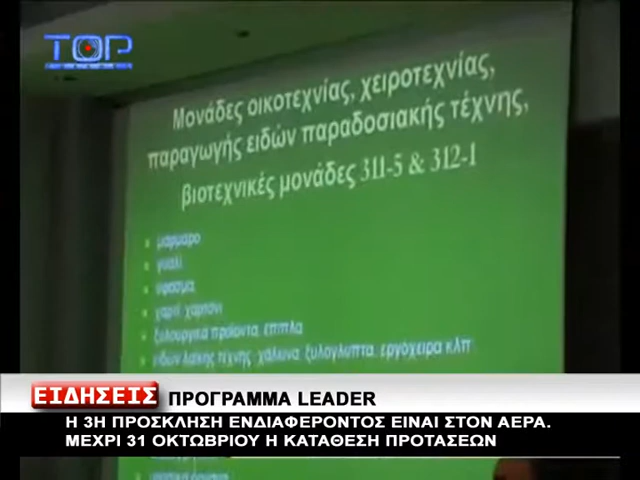 TOP
Μονάδες οικοτεχνίας, χειροτεχνίας,
παραγωγής ειδών παραδοσιακής τέχνης,
βιοτεχνικές μονάδες 311-5 & 312-1
μάρμαρο
γυαλί
ύφασμα
χαρτί χαρτόνι
ξυλουργικά προϊόντα, έπιπλα
ειδών λαϊκής τέχνης χάλκινα, ξυλόγλυπτα, εργόχειρα κλπ
ΕΙΔΗΣΕΙΣ ΠΡΟΓΡΑΜΜΑ LEADER
Η 3Η ΠΡΟΣΚΛΗΣΗ ΕΝΔΙΑΦΕΡΟΝΤΟΣ ΕΙΝΑΙ ΣΤΟΝ ΑΕΡΑ.
ΜΕΧΡΙ 31 ΟΚΤΩΒΡΙΟΥ Η ΚΑΤΑΘΕΣΗ ΠΡΟΤΑΣΕΩΝ